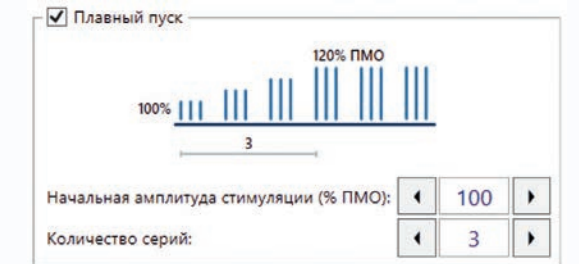 Плавный пуск
120% ПМО
100%
3
Начальная амплитуда стимуляции (% ПМО): 100
Количество серий: 3